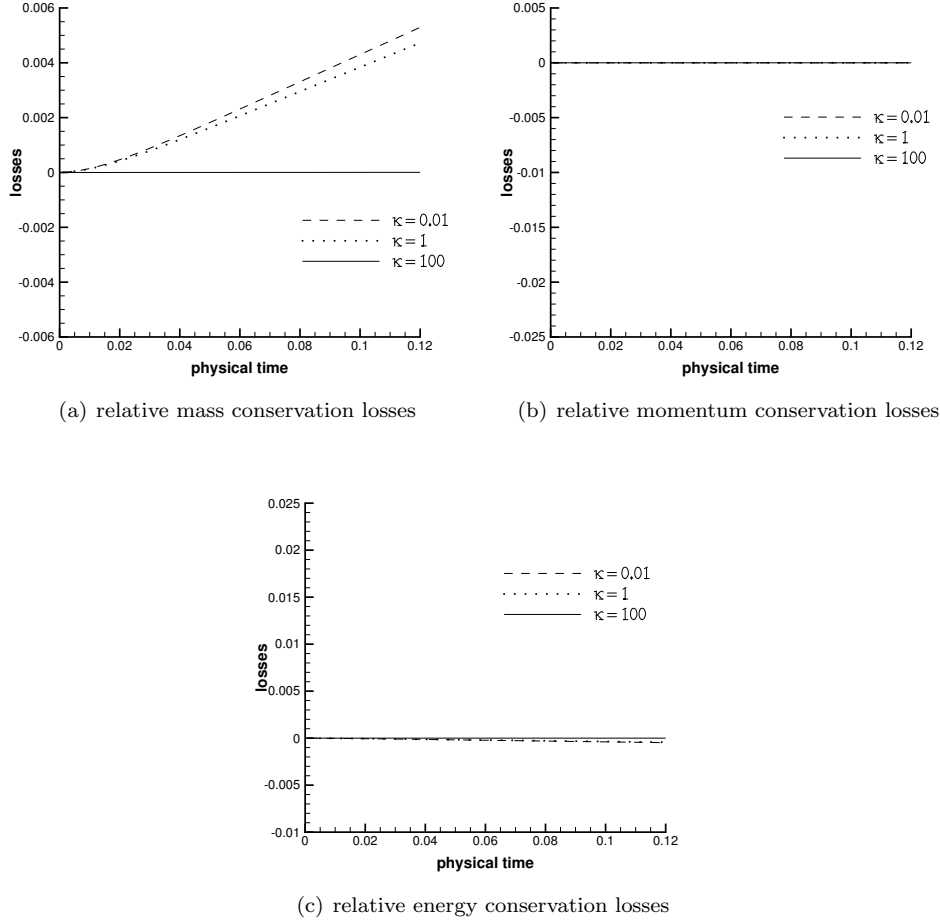 0.006
0.004
0.002
0
-0.002
-0.004
-0.006
losses
0 0.02 0.04 0.06 0.08 0.1 0.12
physical time
κ = 0.01
κ = 1
κ = 100
(a) relative mass conservation losses
0.005
0
-0.005
-0.01
-0.015
-0.02
-0.025
losses
0 0.02 0.04 0.06 0.08 0.1 0.12
physical time
κ = 0.01
κ = 1
κ = 100
(b) relative momentum conservation losses
0.025
0.02
0.015
0.01
0.005
0
-0.005
-0.01
losses
0 0.02 0.04 0.06 0.08 0.1 0.12
physical time
κ = 0.01
κ = 1
κ = 100
(c) relative energy conservation losses